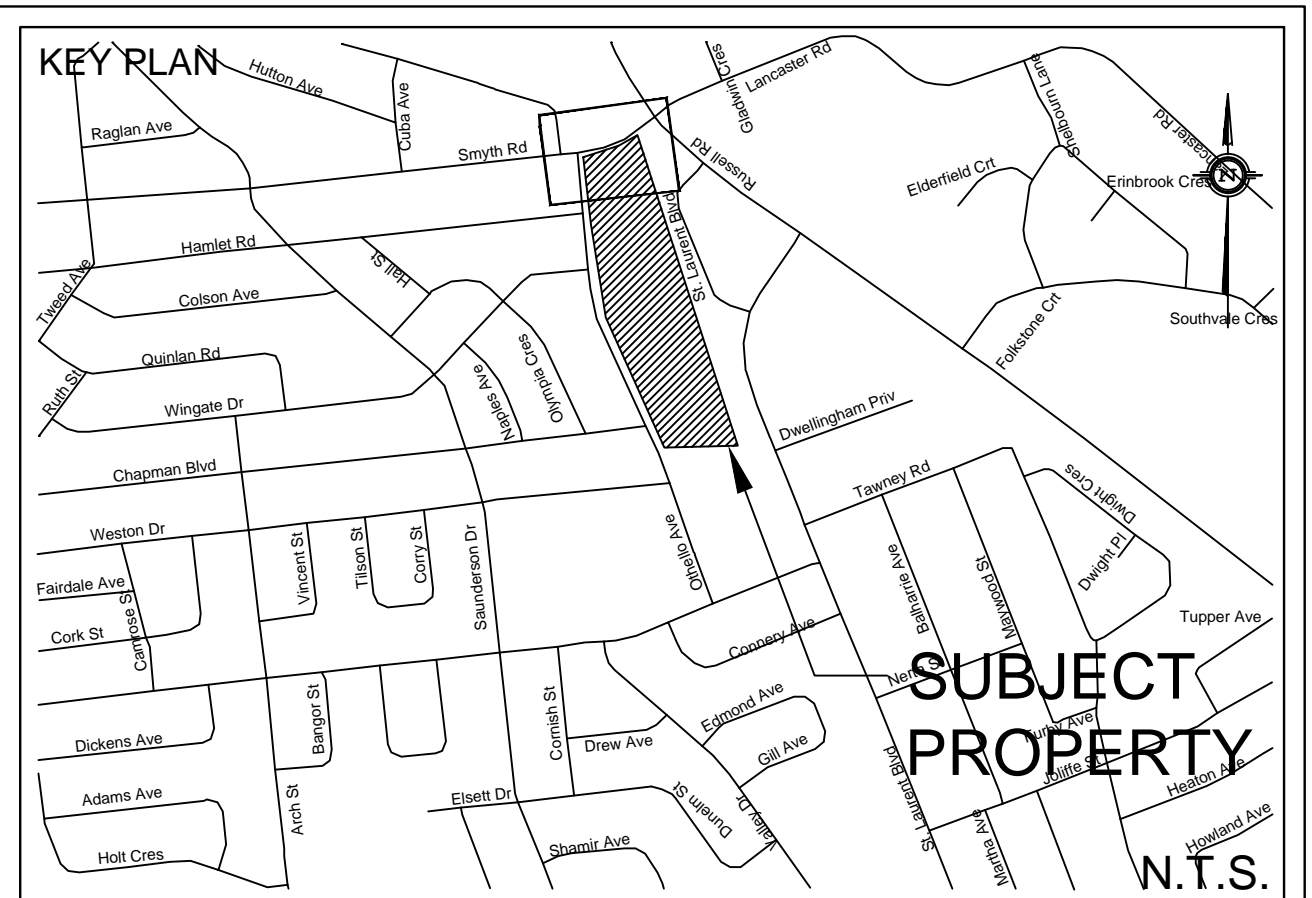 KEY PLAN
Hutton Ave
Cuba Ave
Gladwin Cres
Lancaster Rd
Shelbourn Lane
Raglan Ave
Smyth Rd
Russell Rd
Lancaster Rd
Elderfield Crt
Erinbrook Cres
N
St. Laurent Blvd
Hamlet Rd
Hall St
Tweed Ave
Colson Ave
Southvale Cres
Folkstone Crt
Quinlan Rd
Olympia Cres
Ruth St
Naples Ave
Wingate Dr
Dwellingham Priv
Chapman Blvd
Tawney Rd
Dwight Cres
Weston Dr
Vincent St
Tilson St
Corry St
Saunderson Dr
Othello Ave
Balharrie Ave
Maywood St
Dwight Pl
Fairdale Ave
Camrose St
Cork St
Tupper Ave
Connery Ave
SUBJECT
PROPERTY
Bangor St
Cornish St
Edmond Ave
Dickens Ave
Drew Ave
Gill Ave
St. Laurent Blvd
Joliffe St
Heaton Ave
Adams Ave
Arch St
Elsett Dr
Dunelm St
Valley Dr
Martha Ave
Howland Ave
Holt Cres
Shamir Ave
N.T.S.